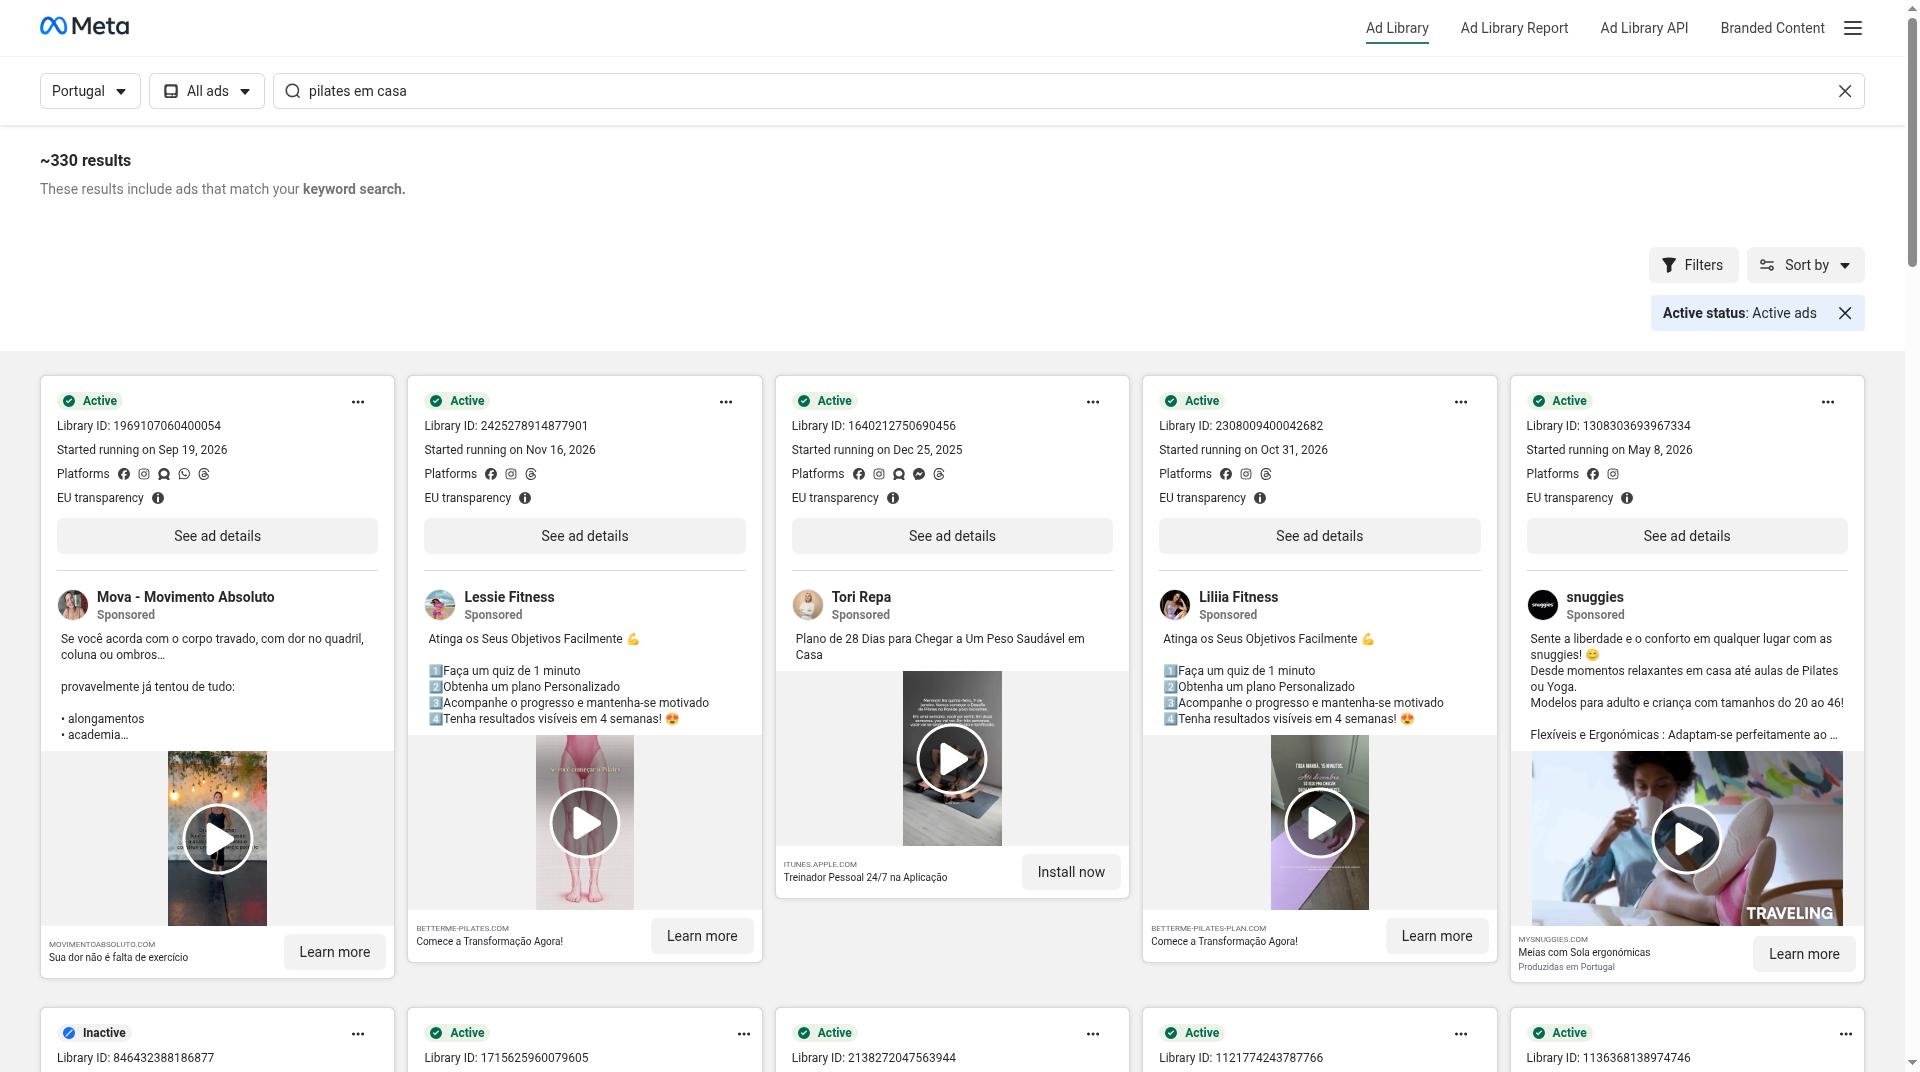 Meta
Ad Library
Ad Library Report
Ad Library API
Branded Content
Portugal
All ads
pilates em casa
~330 results
These results include ads that match your keyword search.
Filters
Sort by
Active status: Active ads
Active
Library ID: 1969107060400054
Started running on Sep 19, 2026
Platforms
EU transparency
See ad details
Mova - Movimento Absoluto
Sponsored
Se você acorda com o corpo travado, com dor no quadril,
coluna ou ombros...
provavelmente já tentou de tudo:
• alongamentos
• academia...
MOVIMENTOABSOLUTO.COM
Sua dor não é falta de exercício
Learn more
Active
Library ID: 2425278914877901
Started running on Nov 16, 2026
Platforms
EU transparency
See ad details
Lessie Fitness
Sponsored
Atinga os Seus Objetivos Facilmente 💪
1️⃣Faça um quiz de 1 minuto
2️⃣Obtenha um plano Personalizado
3️⃣Acompanhe o progresso e mantenha-se motivado
4️⃣Tenha resultados visíveis em 4 semanas! 😍
Se você começar o Pilates
BETTERME-PILATES.COM
Comece a Transformação Agora!
Learn more
Active
Library ID: 1640212750690456
Started running on Dec 25, 2025
Platforms
EU transparency
See ad details
Tori Repa
Sponsored
Plano de 28 Dias para Chegar a Um Peso Saudável em
Casa
ITUNES.APPLE.COM
Treinador Pessoal 24/7 na Aplicação
Install now
Active
Library ID: 2308009400042682
Started running on Oct 31, 2026
Platforms
EU transparency
See ad details
Liliia Fitness
Sponsored
Atinga os Seus Objetivos Facilmente 💪
1️⃣Faça um quiz de 1 minuto
2️⃣Obtenha um plano Personalizado
3️⃣Acompanhe o progresso e mantenha-se motivado
4️⃣Tenha resultados visíveis em 4 semanas! 😍
TODA MANHÃ, 15 MINUTOS.
Até dezembro,
BETTERME-PILATES-PLAN.COM
Comece a Transformação Agora!
Learn more
Active
Library ID: 1308303693967334
Started running on May 8, 2026
Platforms
EU transparency
See ad details
snuggies
snuggies
Sponsored
Sente a liberdade e o conforto em qualquer lugar com as
snuggies! 😊
Desde momentos relaxantes em casa até aulas de Pilates
ou Yoga.
Modelos para adulto e criança com tamanhos do 20 ao 46!
Flexíveis e Ergonómicas : Adaptam-se perfeitamente ao ...
TRAVELING
MYSNUGGIES.COM
Meias com Sola ergonómicas
Produzidas em Portugal
Learn more
Inactive
Library ID: 846432388186877
Active
Library ID: 1715625960079605
Active
Library ID: 2138272047563944
Active
Library ID: 1121774243787766
Active
Library ID: 1136368138974746